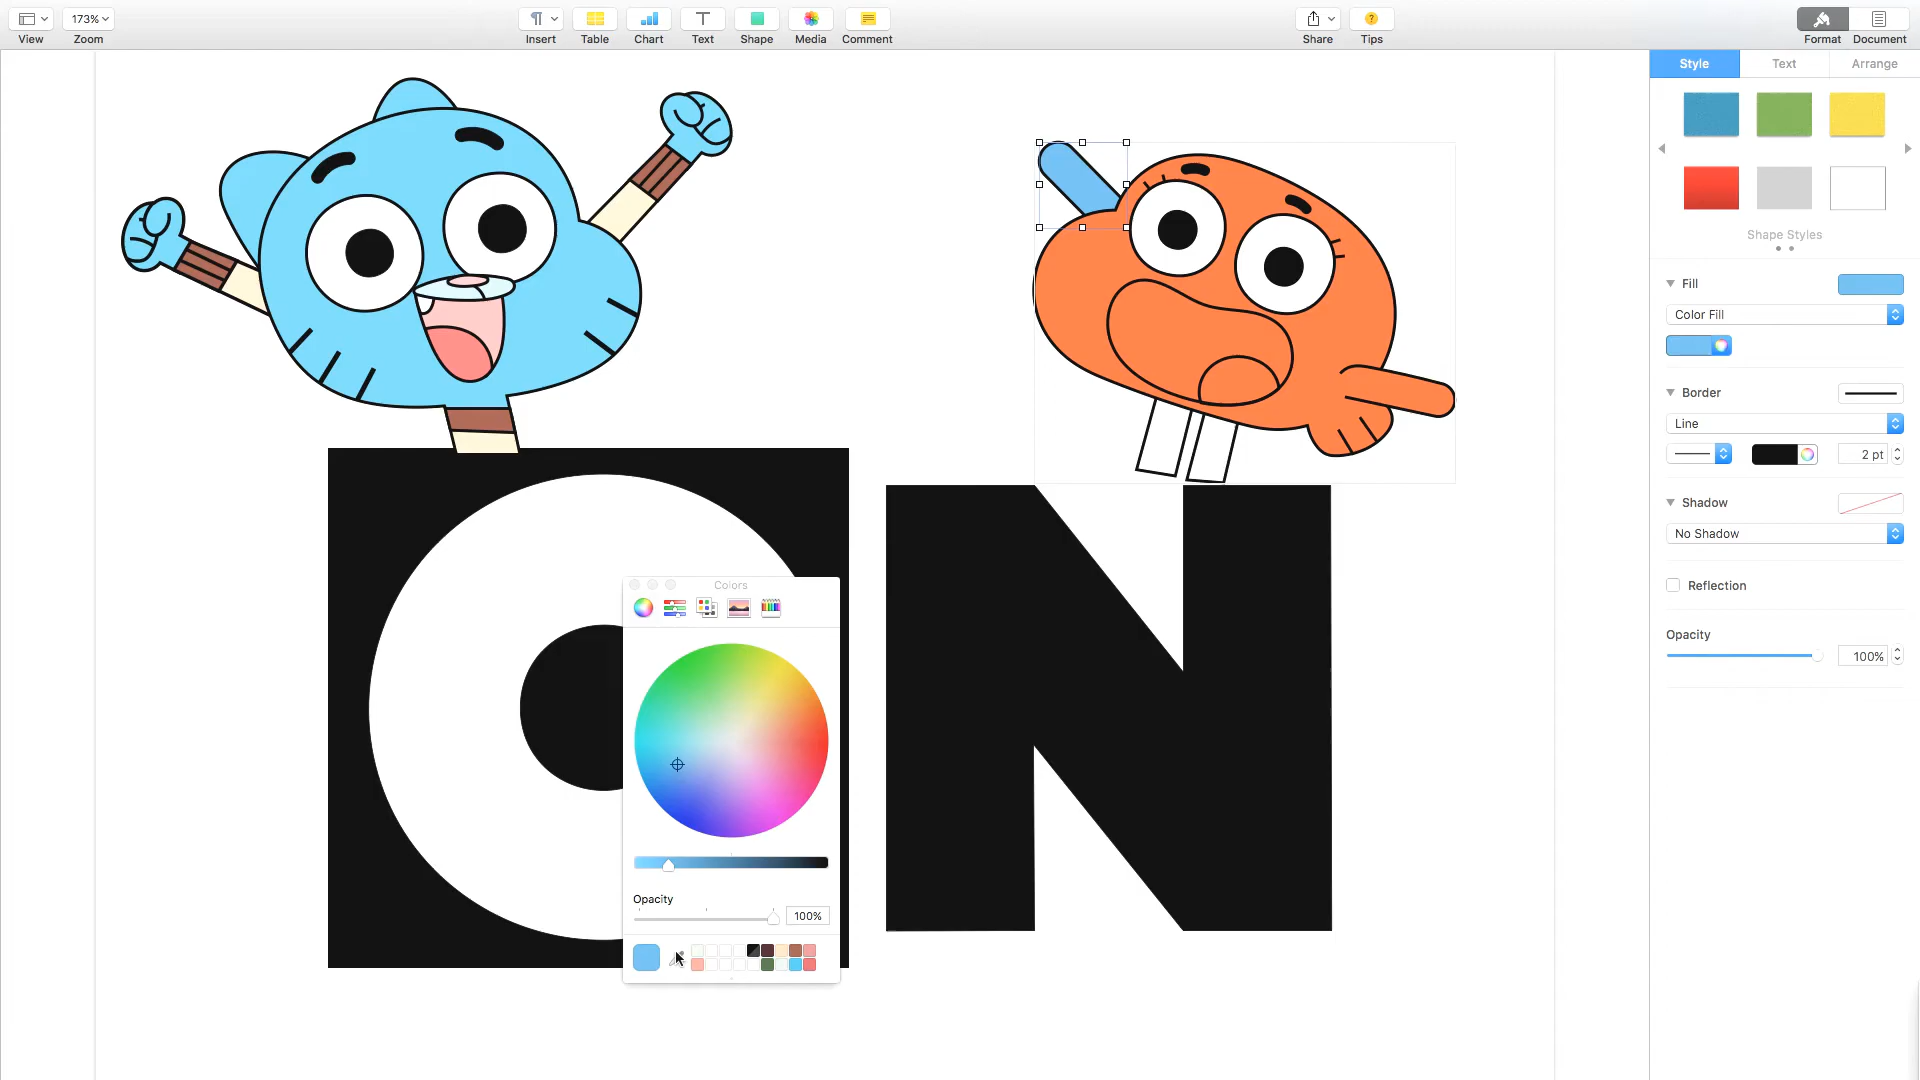 173%
View
Zoom
Insert
Table
Chart
Text
Shape
Media
Comment
Share
Tips
Format
Document
Style
Text
Arrange
Shape Styles
Fill
Color Fill
Border
Line
2 pt
Shadow
No Shadow
Reflection
Opacity
100%
CN
Colors
Opacity
100%